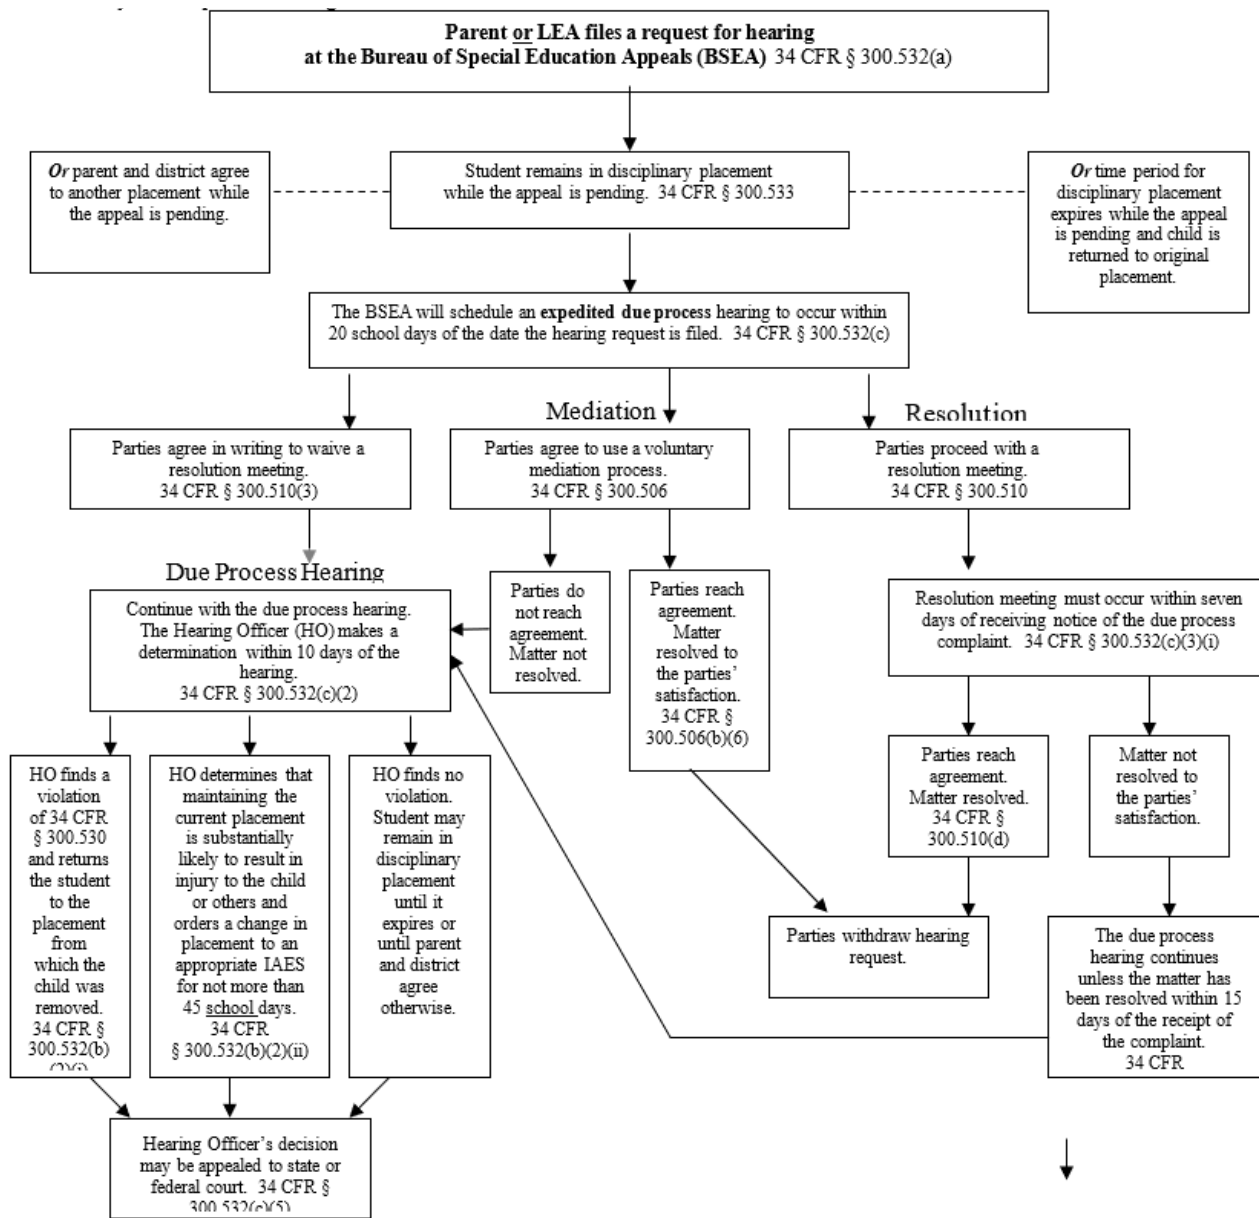 Parent or LEA files a request for hearing
at the Bureau of Special Education Appeals (BSEA) 34 CFR § 300.532(a)
Or parent and district agree
to another placement while
the appeal is pending.
Student remains in disciplinary placement
while the appeal is pending. 34 CFR § 300.533
Or time period for
disciplinary placement
expires while the appeal
is pending and child is
returned to original
placement.
The BSEA will schedule an expedited due process hearing to occur within
20 school days of the date the hearing request is filed. 34 CFR § 300.532(c)
Mediation
Resolution
Parties agree in writing to waive a
resolution meeting.
34 CFR § 300.510(3)
Parties agree to use a voluntary
mediation process.
34 CFR § 300.506
Parties proceed with a
resolution meeting.
34 CFR § 300.510
Due Process Hearing
Continue with the due process hearing.
The Hearing Officer (HO) makes a
determination within 10 days of the
hearing.
34 CFR § 300.532(c)(2)
Parties do
not reach
agreement.
Matter not
resolved.
Parties reach
agreement.
Matter
resolved to
the parties'
satisfaction.
34 CFR §
300.506(b)(6)
Resolution meeting must occur within seven
days of receiving notice of the due process
complaint. 34 CFR § 300.532(c)(3)(i)
HO finds a
violation
of 34 CFR
§ 300.530
and returns
the student
to the
placement
from
which the
child was
removed.
34 CFR §
300.532(b)
(2)(i)
HO determines that
maintaining the
current placement
is substantially
likely to result in
injury to the child
or others and
orders a change in
placement to an
appropriate IAES
for not more than
45 school days.
34 CFR
§ 300.532(b)(2)(ii)
HO finds no
violation.
Student may
remain in
disciplinary
placement
until it
expires or
until parent
and district
agree
otherwise.
Parties reach
agreement.
Matter resolved.
34 CFR §
300.510(d)
Matter not
resolved to
the parties'
satisfaction.
Parties withdraw hearing
request.
The due process
hearing continues
unless the matter has
been resolved within 15
days of the receipt of
the complaint.
34 CFR
Hearing Officer's decision
may be appealed to state or
federal court. 34 CFR §
300.532(c)(5)